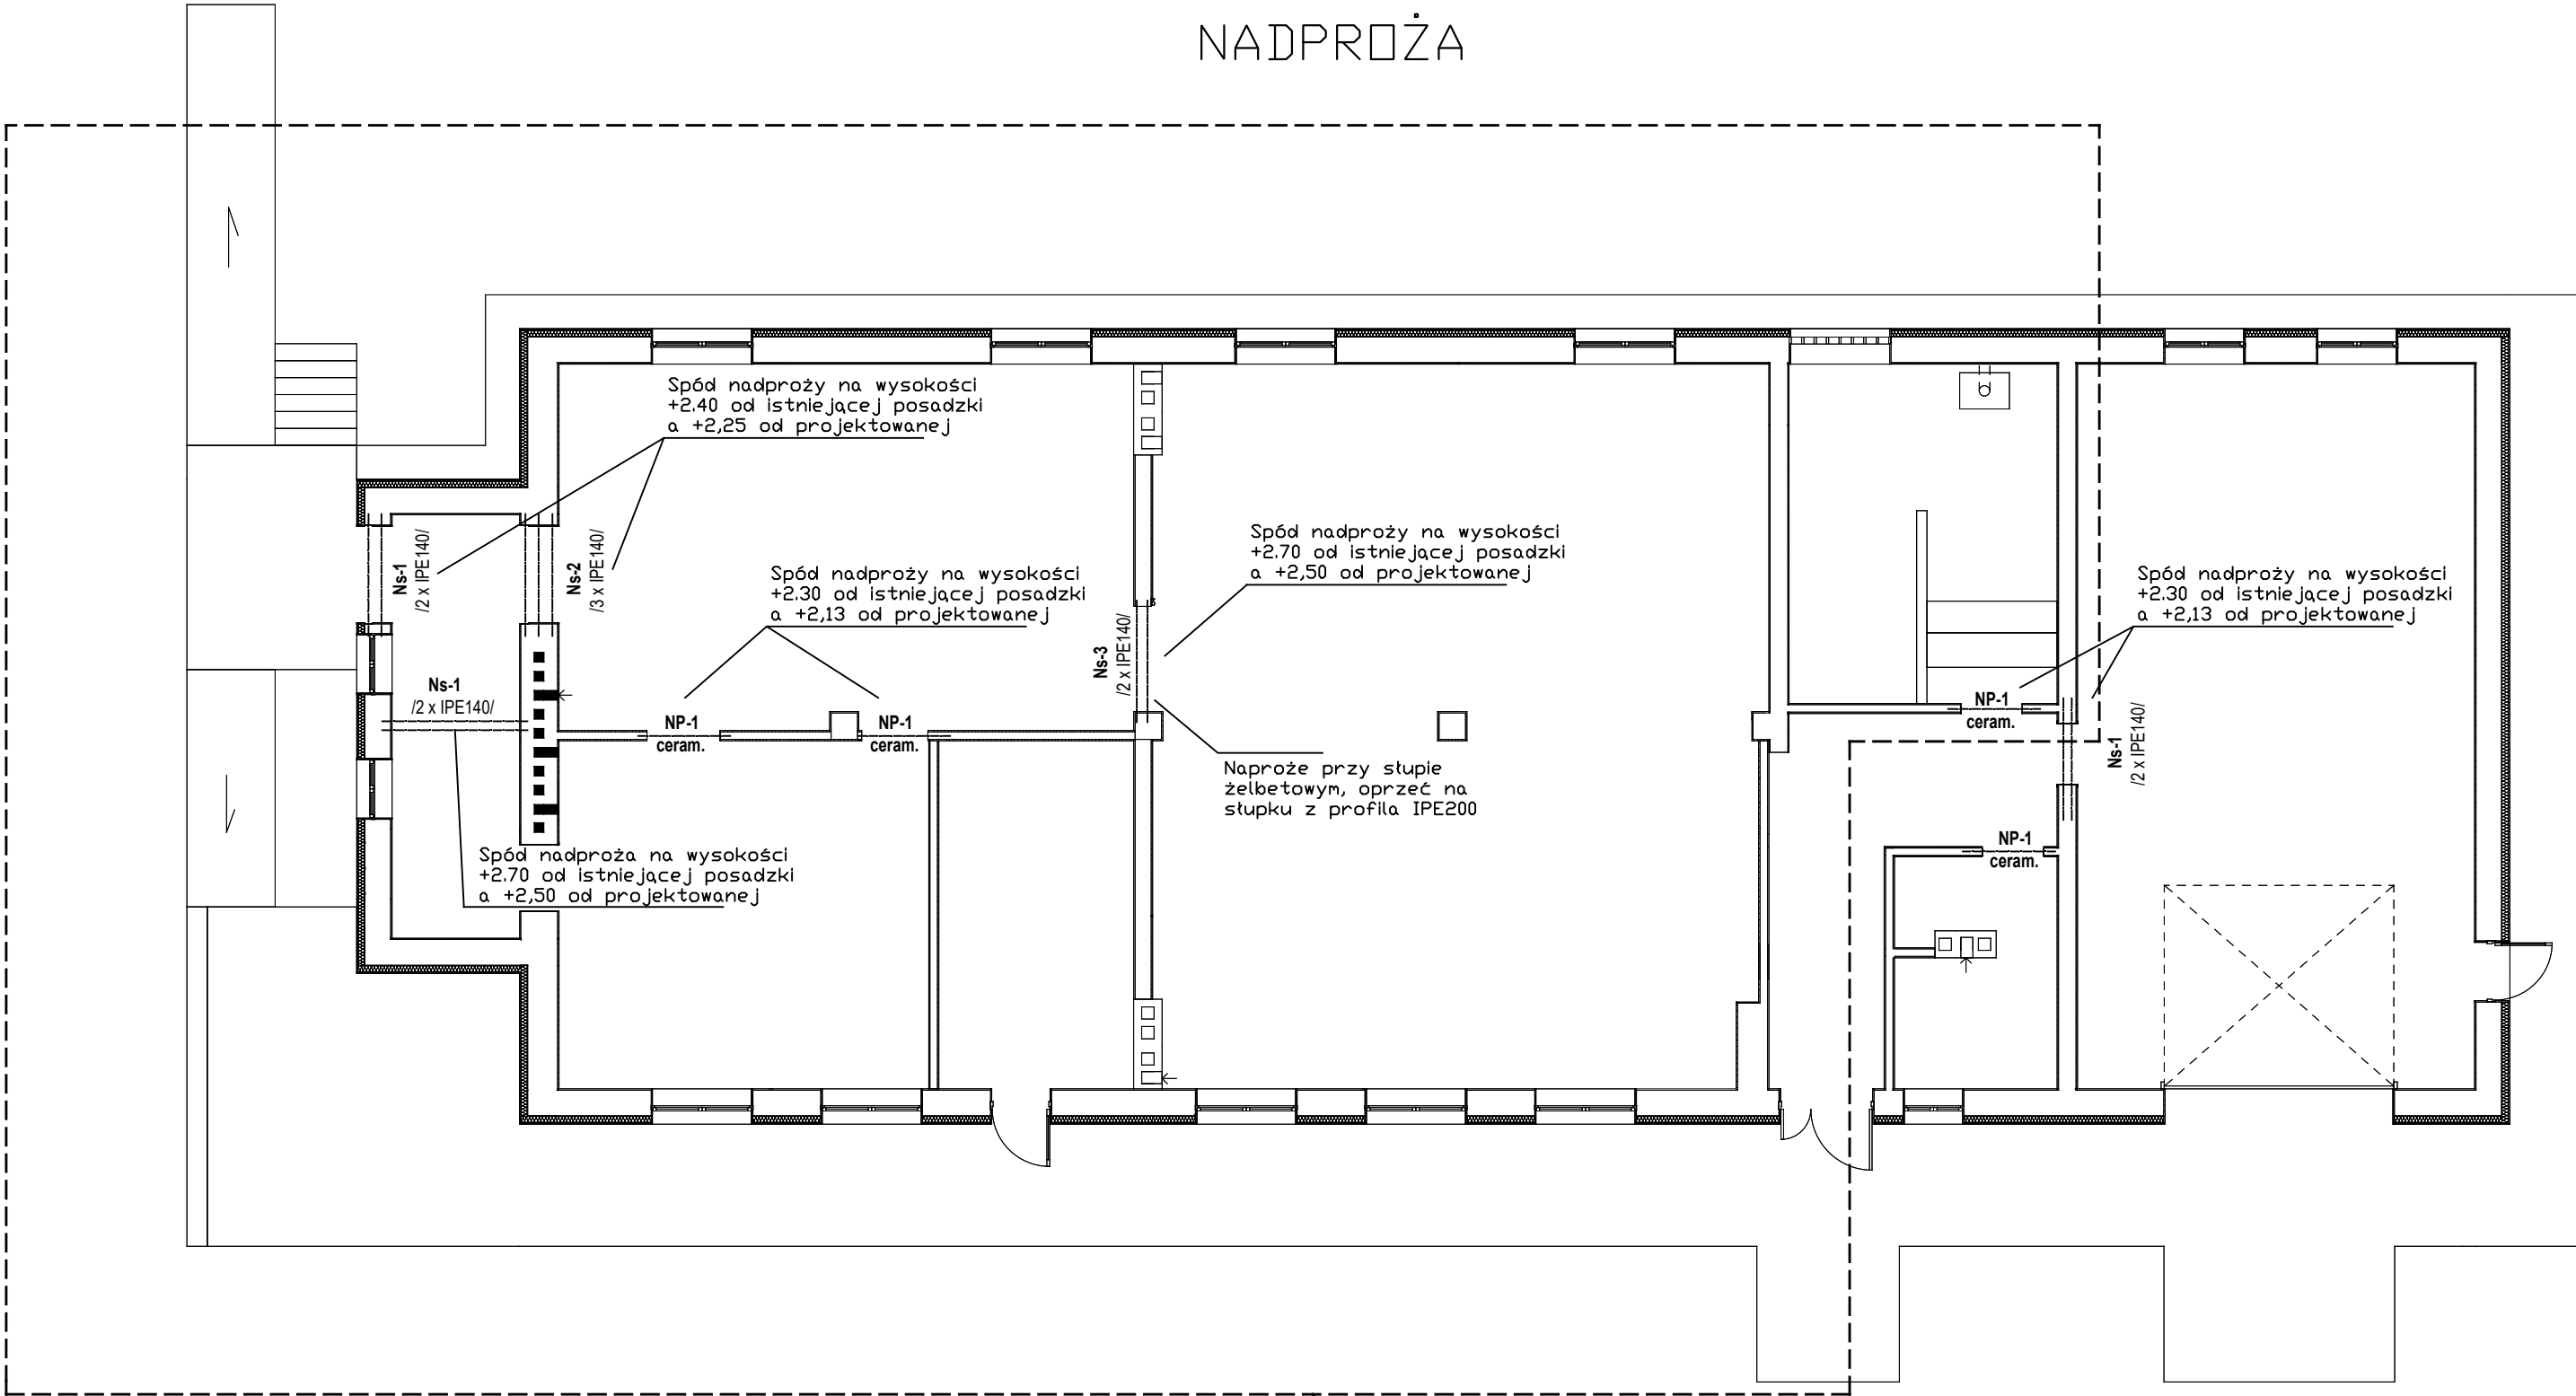 NADPROŻA
Spód nadproży na wysokości
+2.40 od istniejącej posadzki
a +2,25 od projektowanej
Ns-1
/2 x IPE140/
Ns-2
/3 x IPE140/
Spód nadproży na wysokości
+2.30 od istniejącej posadzki
a +2,13 od projektowanej
Spód nadproży na wysokości
+2.70 od istniejącej posadzki
a +2,50 od projektowanej
Spód nadproży na wysokości
+2.30 od istniejącej posadzki
a +2,13 od projektowanej
Ns-3
/2 x IPE140/
Ns-1
/2 x IPE140/
NP-1
ceram.
NP-1
ceram.
NP-1
ceram.
Ns-1
/2 x IPE140/
Naproże przy słupie
żelbetowym, oprzeć na
słupku z profila IPE200
NP-1
ceram.
Spód nadproża na wysokości
+2.70 od istniejącej posadzki
a +2,50 od projektowanej